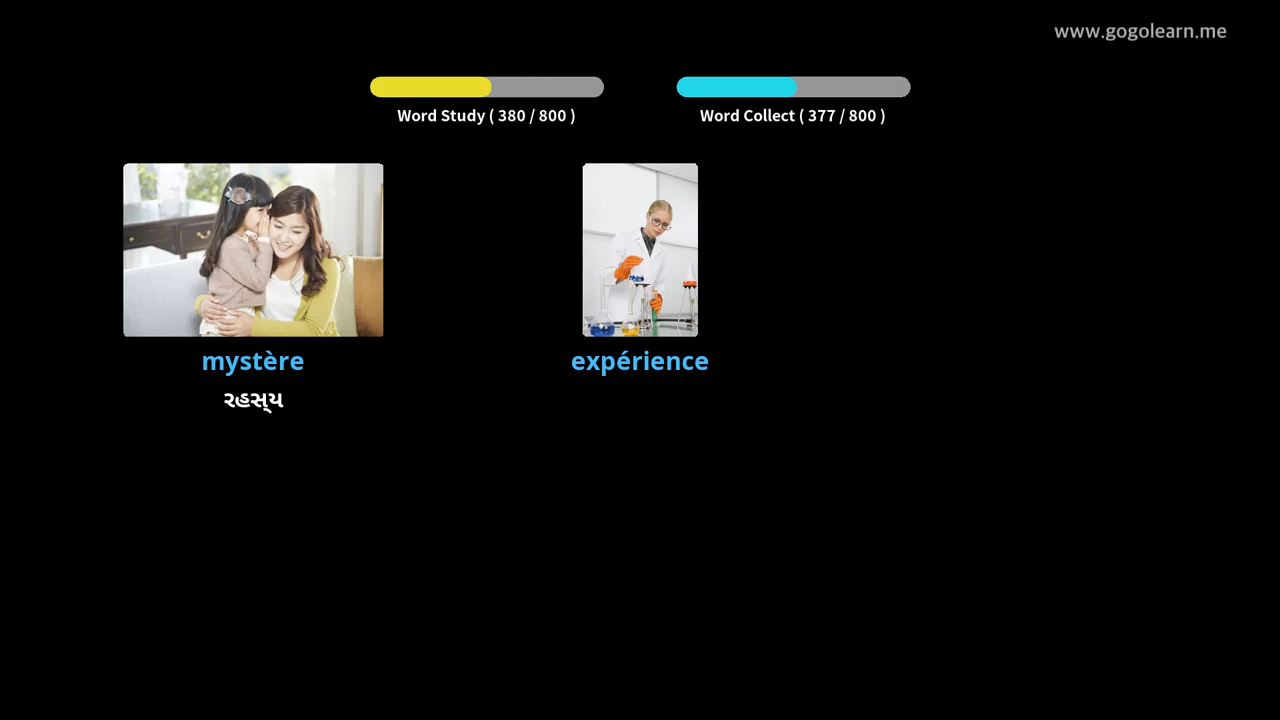 www.gogolearn.me
Word Study ( 380 / 800 )
Word Collect ( 377 / 800 )
mystère
expérience
રહસ્ય